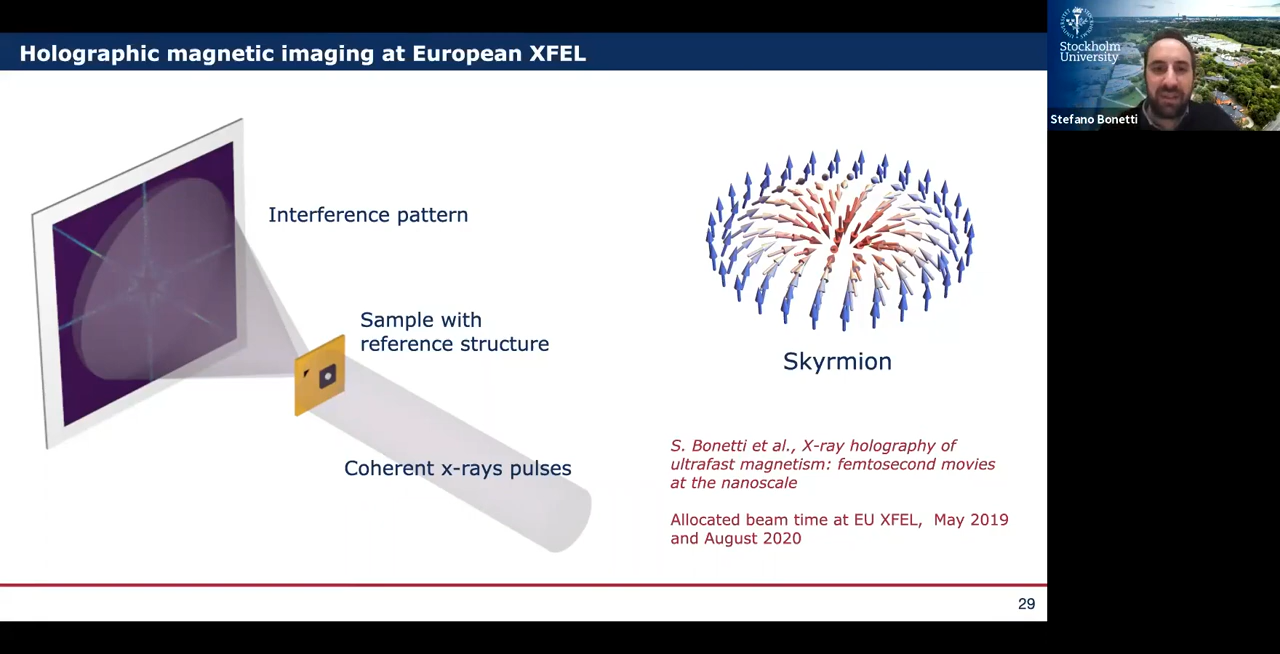 Holographic magnetic imaging at European XFEL
Stockholm
University
Stefano Bonetti
Interference pattern
Sample with
reference structure
Coherent x-rays pulses
Skyrmion
S. Bonetti et al., X-ray holography of
ultrafast magnetism: femtosecond movies
at the nanoscale
Allocated beam time at EU XFEL, May 2019
and August 2020
29